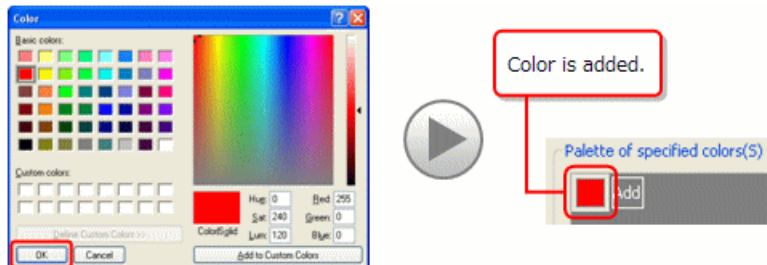 Color
Basic colors:
Custom colors:
Define Custom Colors >>
OK
Cancel
Color|Solid
Hue: 0
Sat: 240
Lum: 120
Red: 255
Green: 0
Blue: 0
Add to Custom Colors
Color is added.
Palette of specified colors(S)
Add